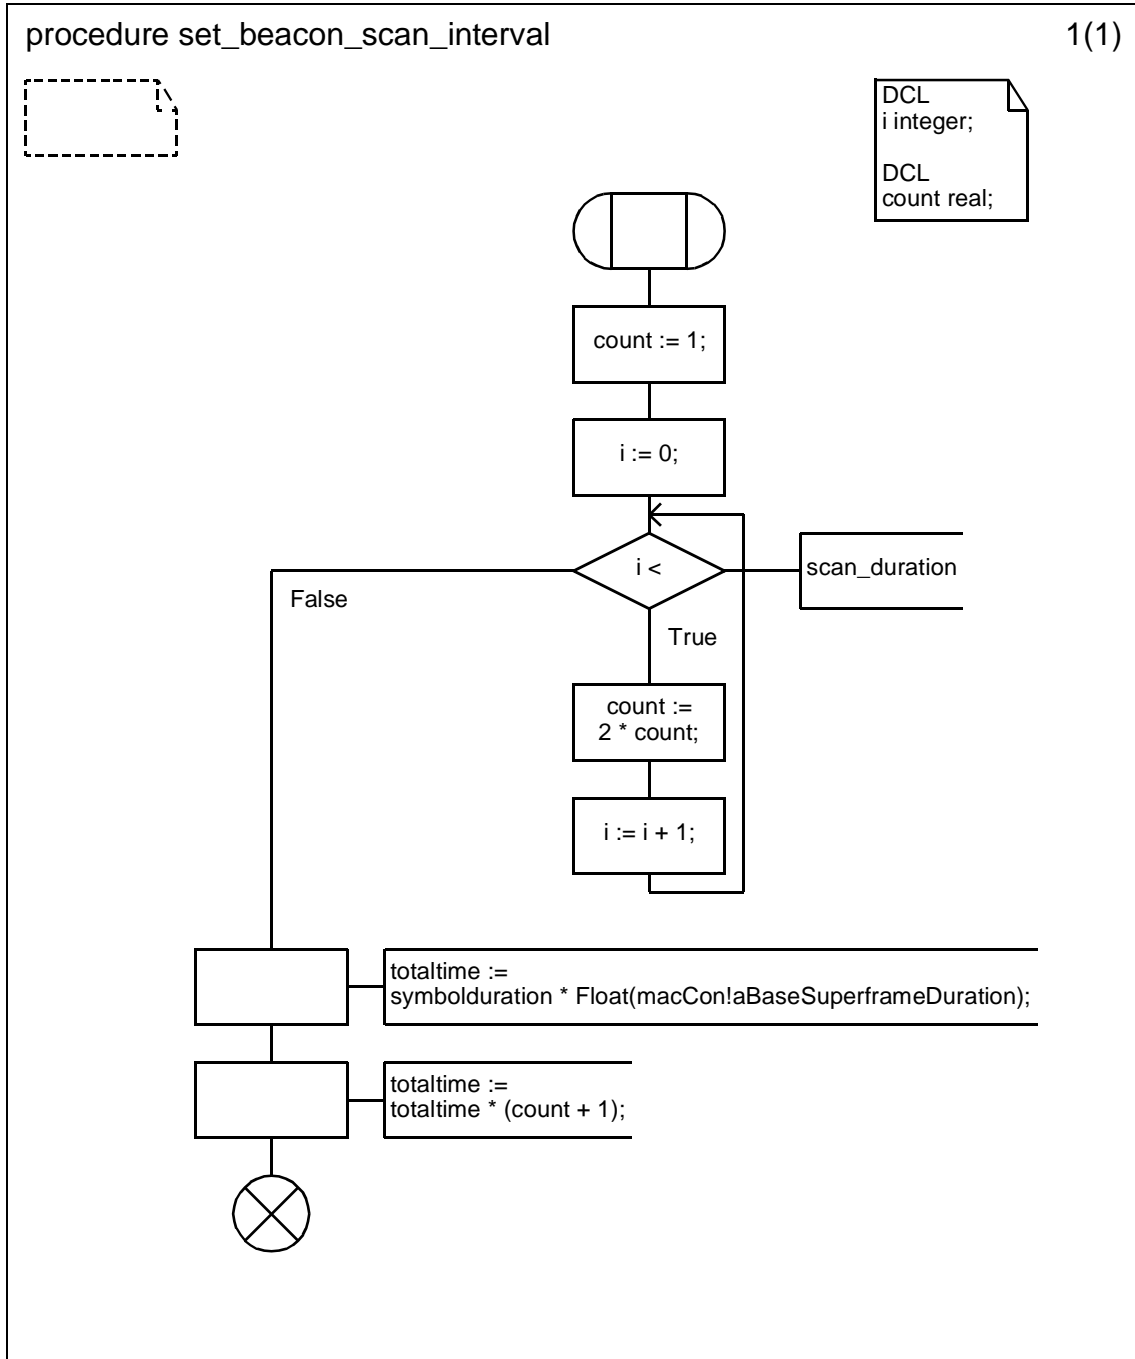 procedure set_beacon_scan_interval
1(1)
DCL
i integer;
DCL
count real;
count := 1;
i := 0;
i <
scan_duration
False
True
count :=
2 * count;
i := i + 1;
totaltime :=
symbolduration * Float(macCon!aBaseSuperframeDuration);
totaltime :=
totaltime * (count + 1);